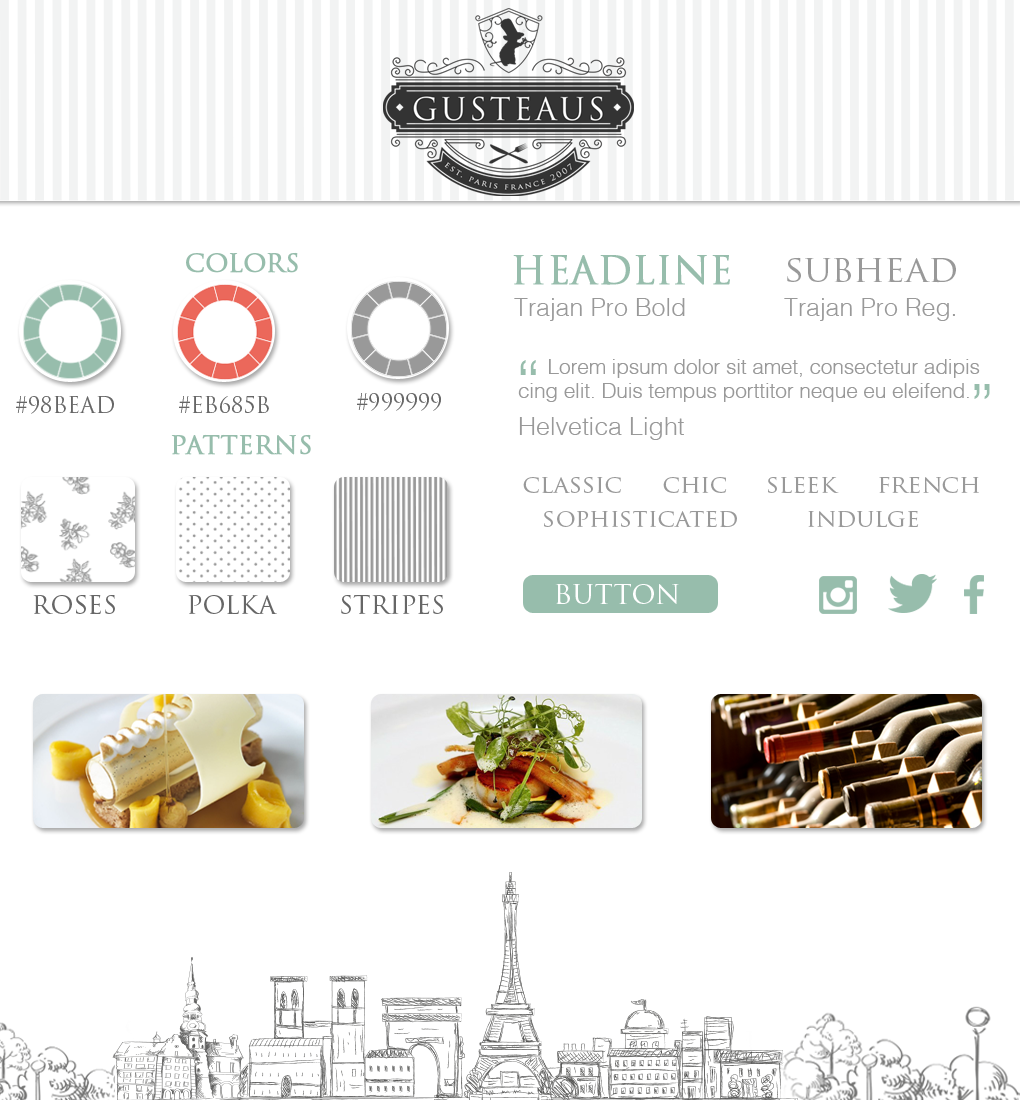 GUSTEAUS
EST. PARIS FRANCE 2007
COLORS
#98BEAD
#EB685B
#999999
PATTERNS
ROSES
POLKA
STRIPES
HEADLINE
Trajan Pro Bold
SUBHEAD
Trajan Pro Reg.
“ Lorem ipsum dolor sit amet, consectetur adipis
cing elit. Duis tempus porttitor neque eu eleifend.”
Helvetica Light
CLASSIC CHIC SLEEK FRENCH
SOPHISTICATED INDULGE
BUTTON